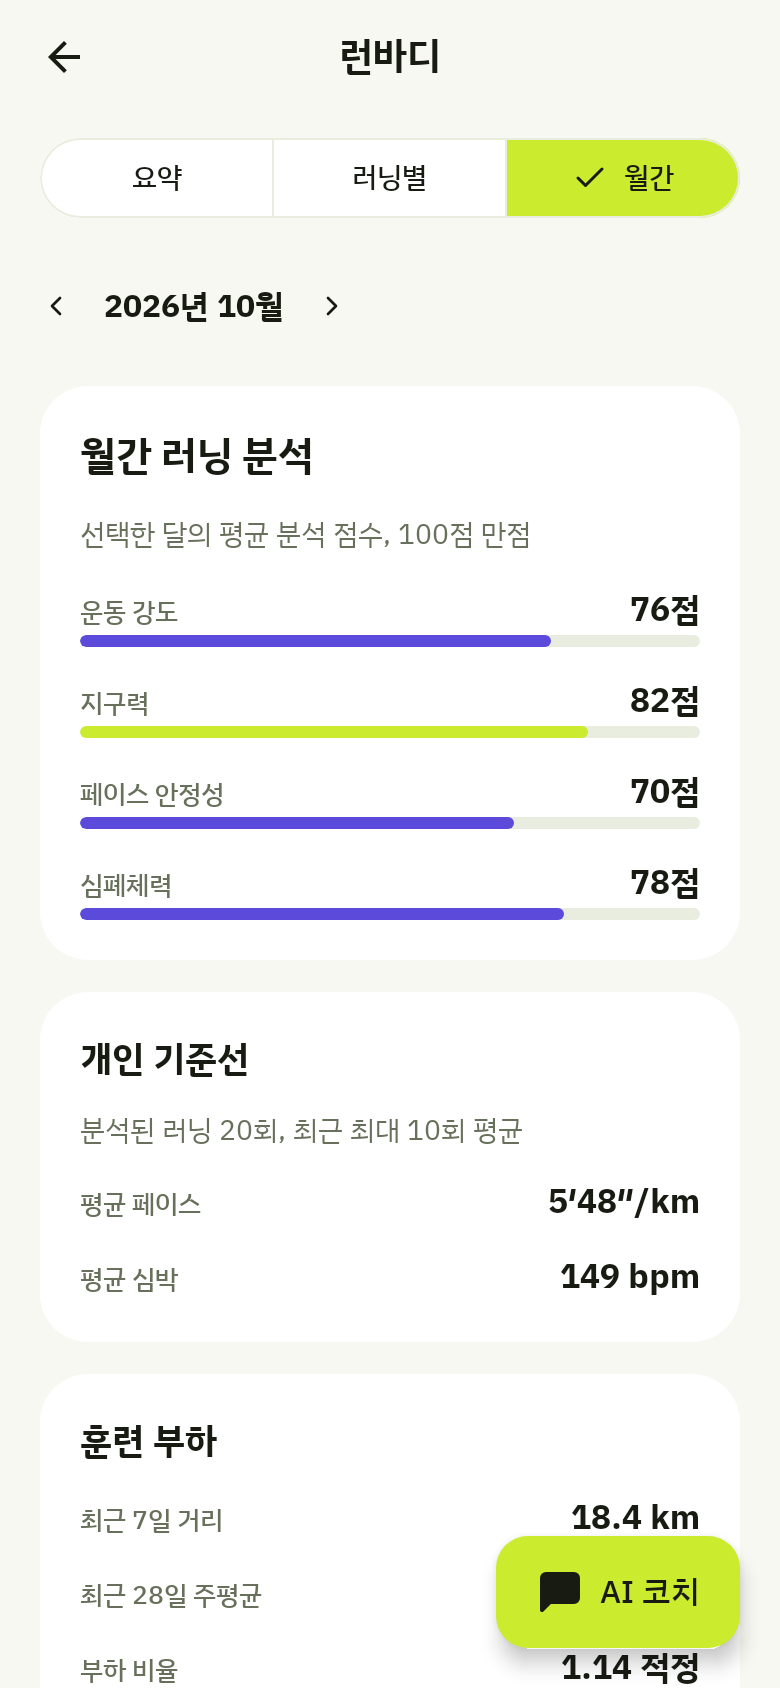 런바디
요약
러닝별
월간
2026년 10월
월간 러닝 분석
선택한 달의 평균 분석 점수, 100점 만점
운동 강도
76점
지구력
82점
페이스 안정성
70점
심폐체력
78점
개인 기준선
분석된 러닝 20회, 최근 최대 10회 평균
평균 페이스
5′48″/km
평균 심박
149 bpm
훈련 부하
최근 7일 거리
18.4 km
최근 28일 주평균
AI 코치
부하 비율
1.14 적정